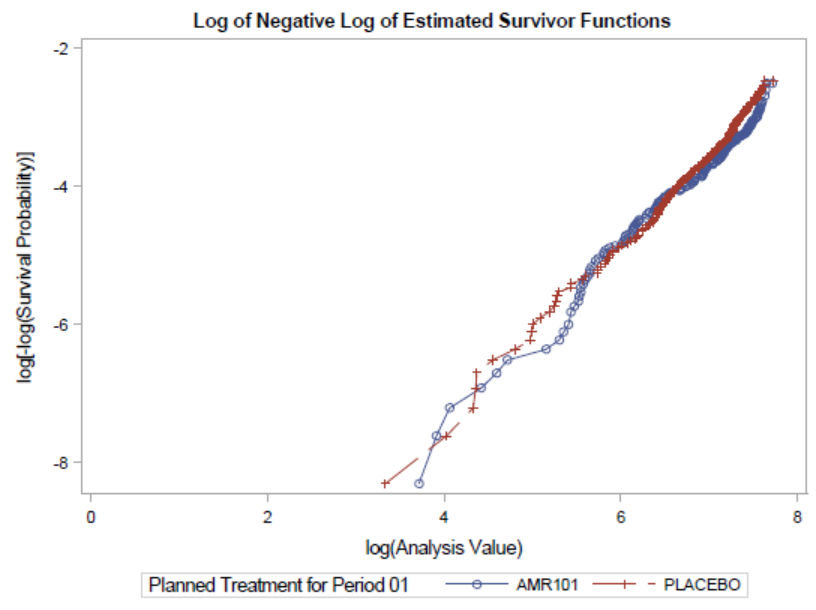 Log of Negative Log of Estimated Survivor Functions
log[-log(Survival Probability)]
-2
-4
-6
-8
0 2 4 6 8
log(Analysis Value)
Planned Treatment for Period 01 AMR101 PLACEBO